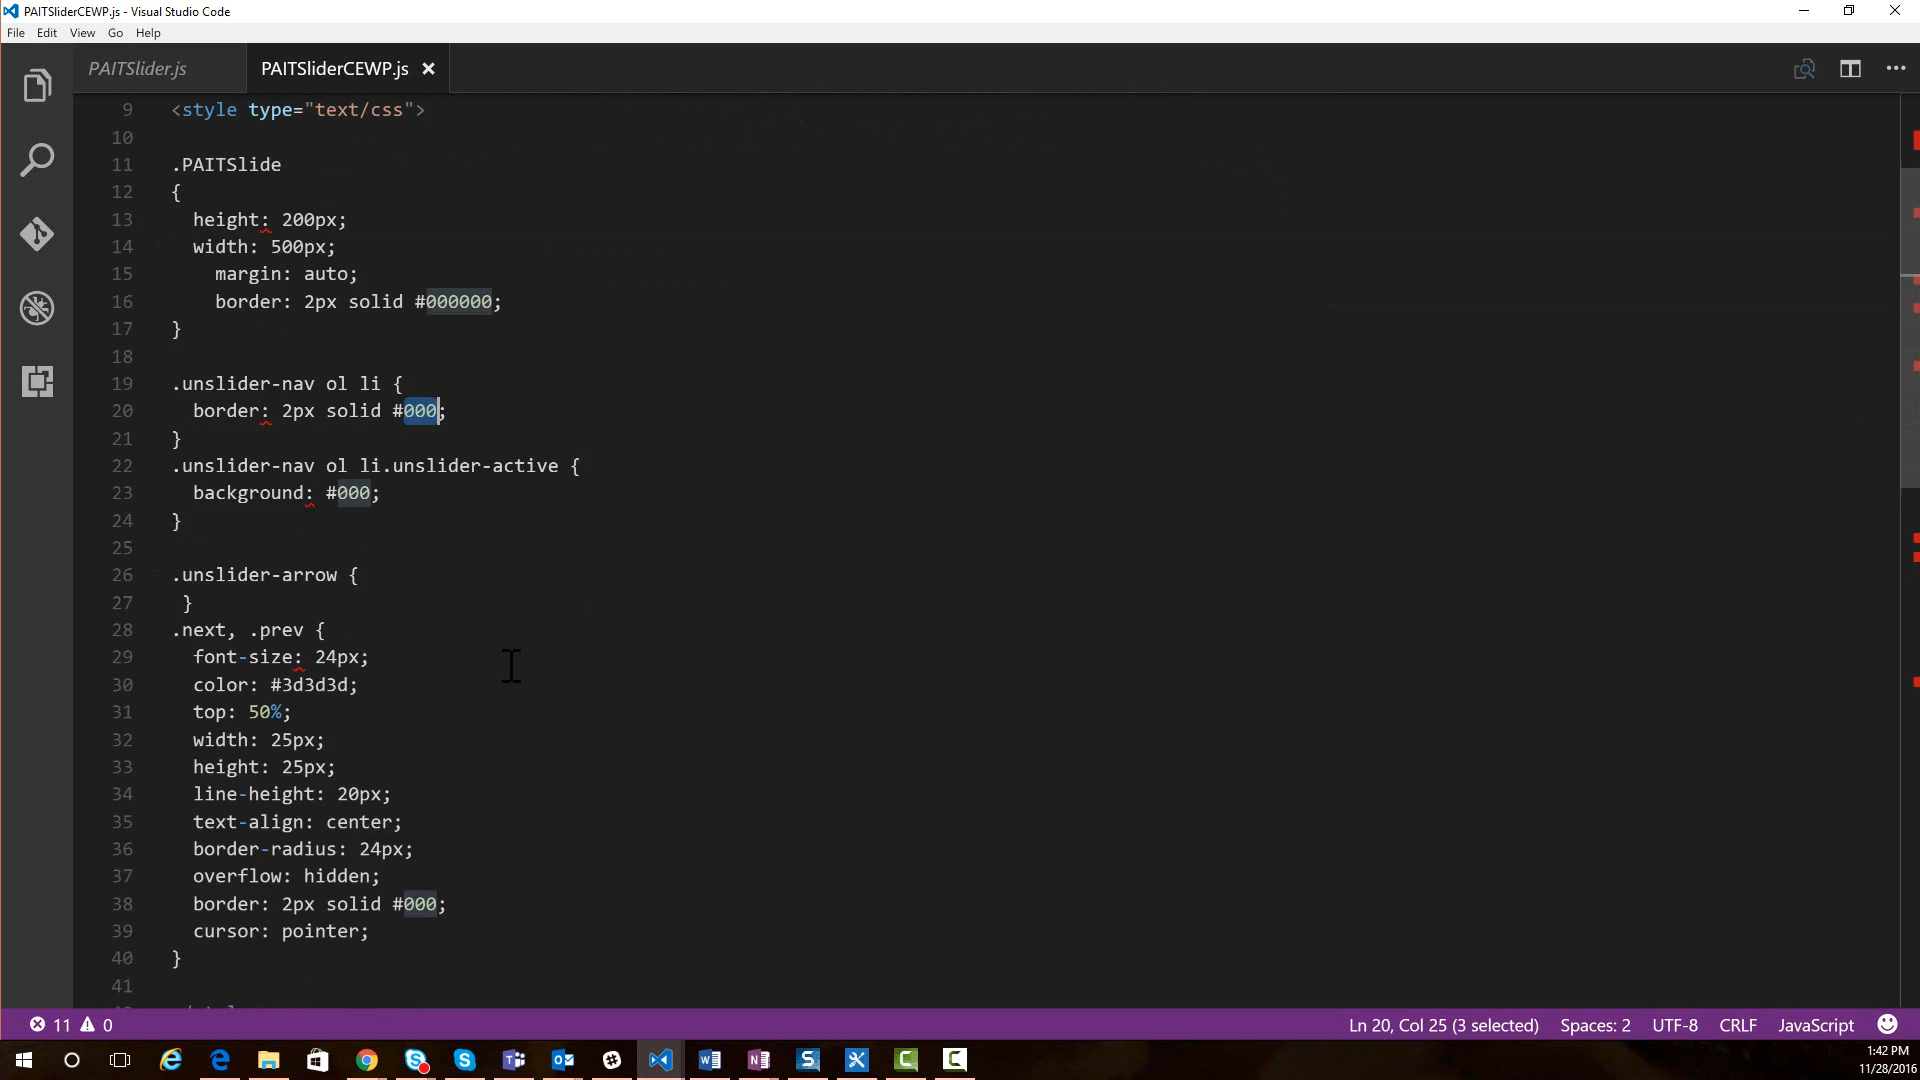 PAITSliderCEWP.js - Visual Studio Code
File Edit View Go Help
PAITSlider.js PAITSliderCEWP.js
9 <style type="text/css">
10
11 .PAITSlide
12 {
13 height: 200px;
14 width: 500px;
15 margin: auto;
16 border: 2px solid #000000;
17 }
18
19 .unslider-nav ol li {
20 border: 2px solid #000;
21 }
22 .unslider-nav ol li.unslider-active {
23 background: #000;
24 }
25
26 .unslider-arrow {
27 }
28 .next, .prev {
29 font-size: 24px;
30 color: #3d3d3d;
31 top: 50%;
32 width: 25px;
33 height: 25px;
34 line-height: 20px;
35 text-align: center;
36 border-radius: 24px;
37 overflow: hidden;
38 border: 2px solid #000;
39 cursor: pointer;
40 }
41
11 0 Ln 20, Col 25 (3 selected) Spaces: 2 UTF-8 CRLF JavaScript
1:42 PM
11/28/2016